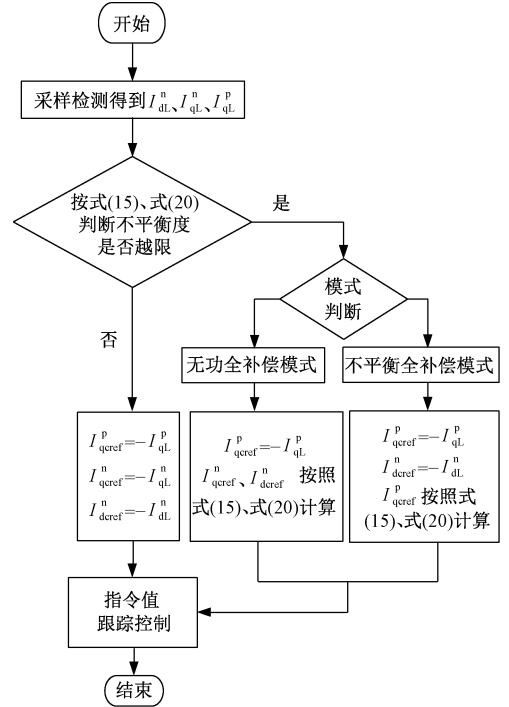 开始
采样检测得到 I^n_dL、I^n_qL、I^p_qL
按式(15)、式(20)
判断不平衡度
是否越限
是
否
模式
判断
无功全补偿模式
不平衡全补偿模式
I^p_qcref=-I^p_qL
I^n_qcref=-I^n_qL
I^n_dcref=-I^n_dL
I^p_qcref=-I^p_qL
I^n_qcref、I^n_dcref 按照
式(15)、式(20)计算
I^p_qcref=-I^p_qL
I^n_dcref=-I^n_dL
I^p_qcref 按照式
(15)、式(20)计算
指令值
跟踪控制
结束